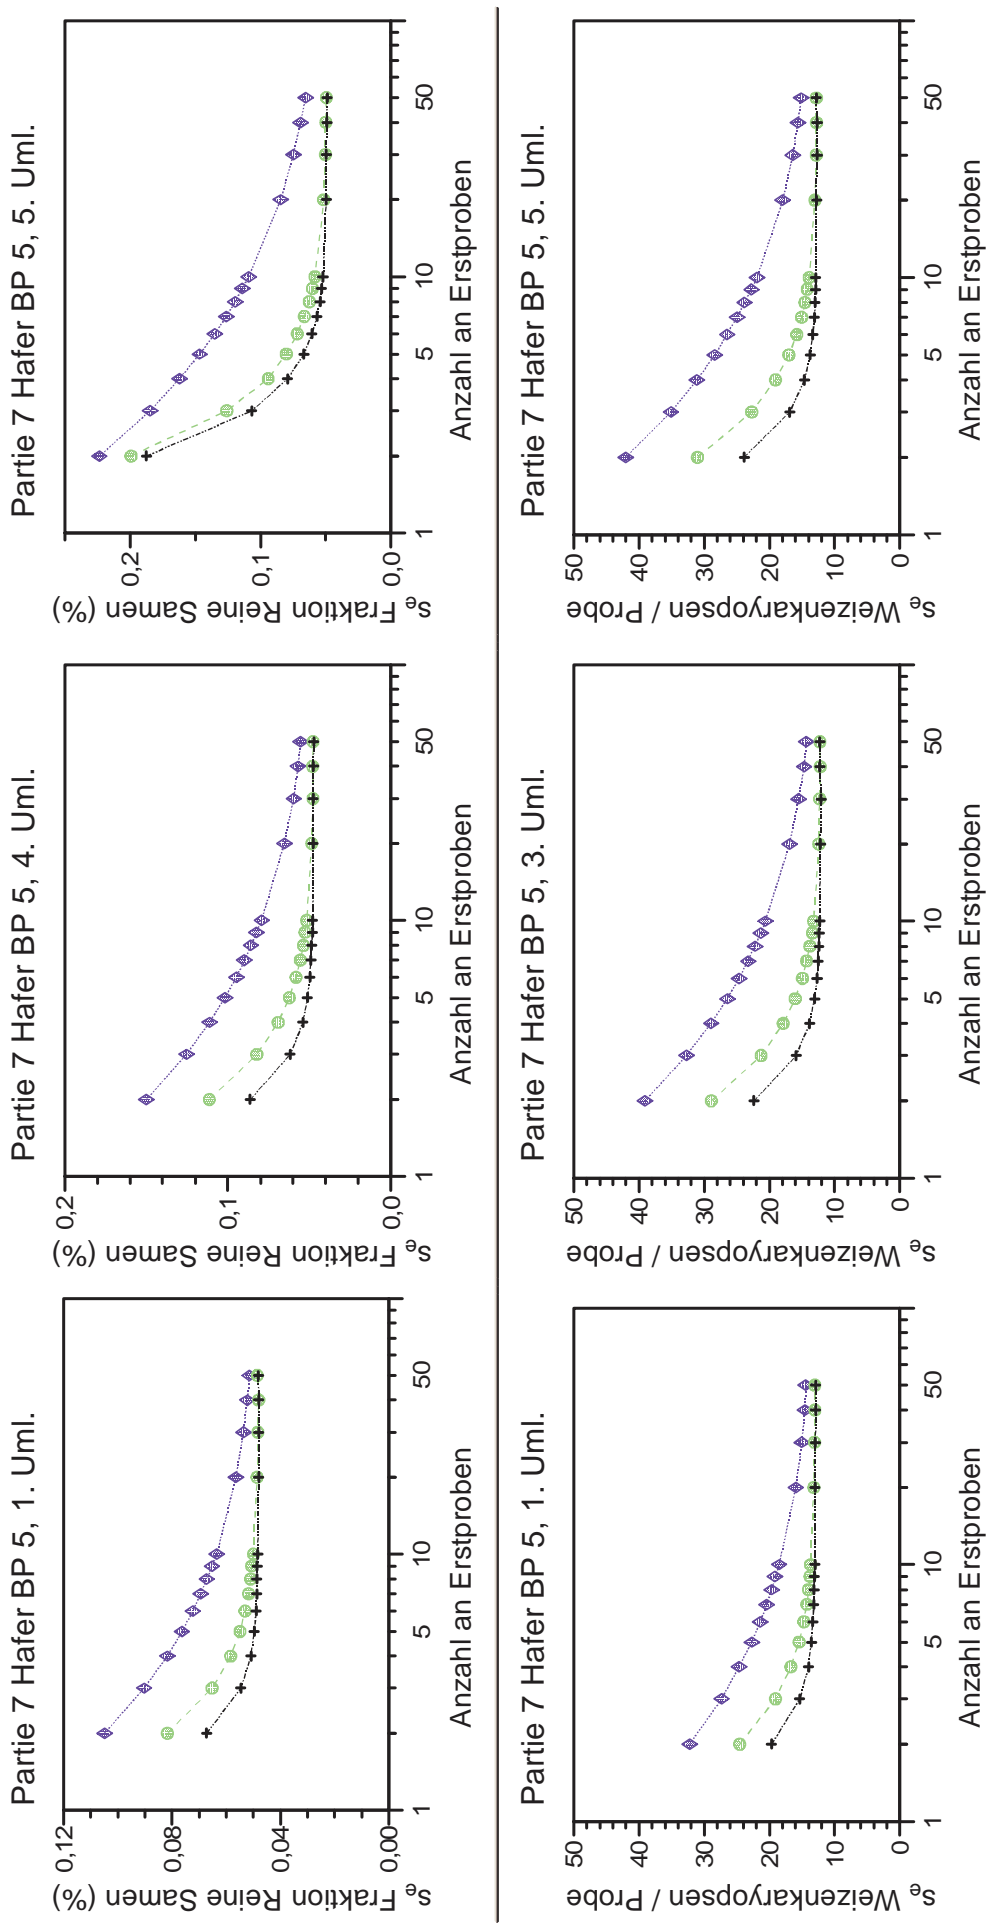 Partie 7 Hafer BP 5, 1. Uml.
sₑ Fraktion Reine Samen (%)
0,12
0,08
0,04
0,00
1 5 10 50
Anzahl an Erstproben
Partie 7 Hafer BP 5, 4. Uml.
sₑ Fraktion Reine Samen (%)
0,2
0,1
0,0
1 5 10 50
Anzahl an Erstproben
Partie 7 Hafer BP 5, 5. Uml.
sₑ Fraktion Reine Samen (%)
0,2
0,1
0,0
1 5 10 50
Anzahl an Erstproben
Partie 7 Hafer BP 5, 1. Uml.
sₑ Weizenkaryopsen / Probe
50
40
30
20
10
0
1 5 10 50
Anzahl an Erstproben
Partie 7 Hafer BP 5, 3. Uml.
sₑ Weizenkaryopsen / Probe
50
40
30
20
10
0
1 5 10 50
Anzahl an Erstproben
Partie 7 Hafer BP 5, 5. Uml.
sₑ Weizenkaryopsen / Probe
50
40
30
20
10
0
1 5 10 50
Anzahl an Erstproben